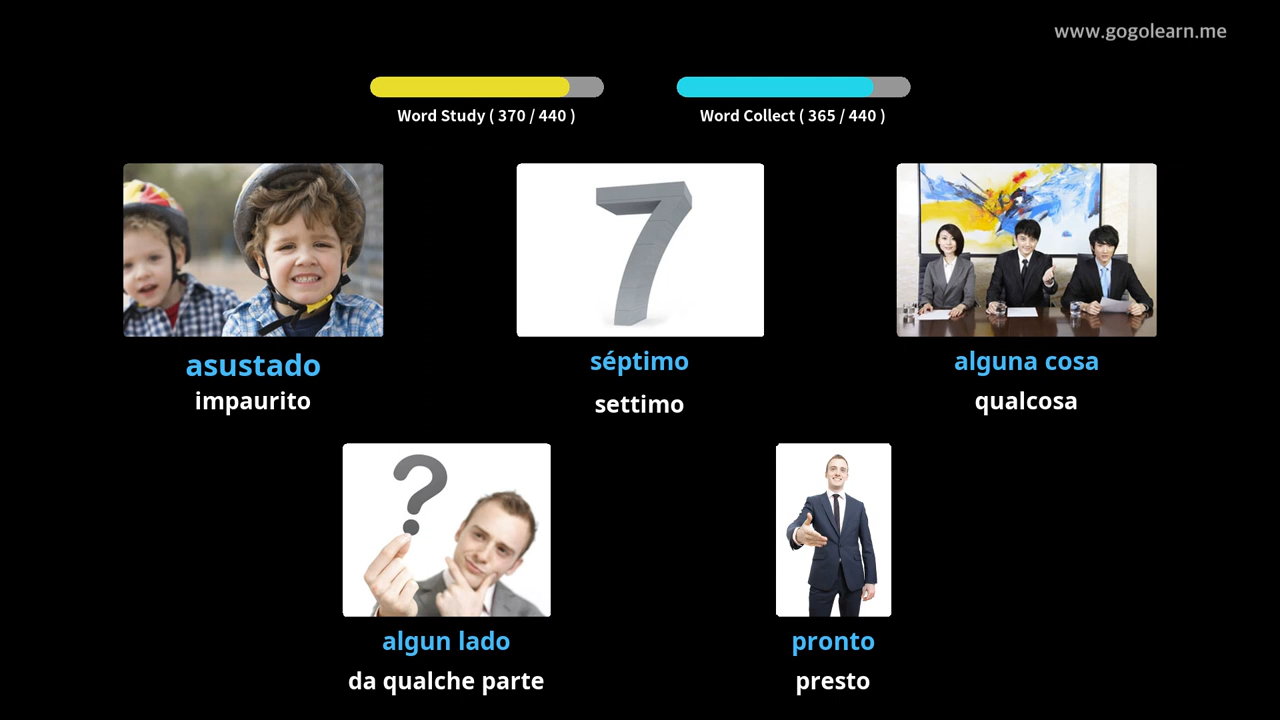 www.gogolearn.me
Word Study ( 370 / 440 )
Word Collect ( 365 / 440 )
7
asustado
impaurito
séptimo
settimo
alguna cosa
qualcosa
?
algun lado
da qualche parte
pronto
presto